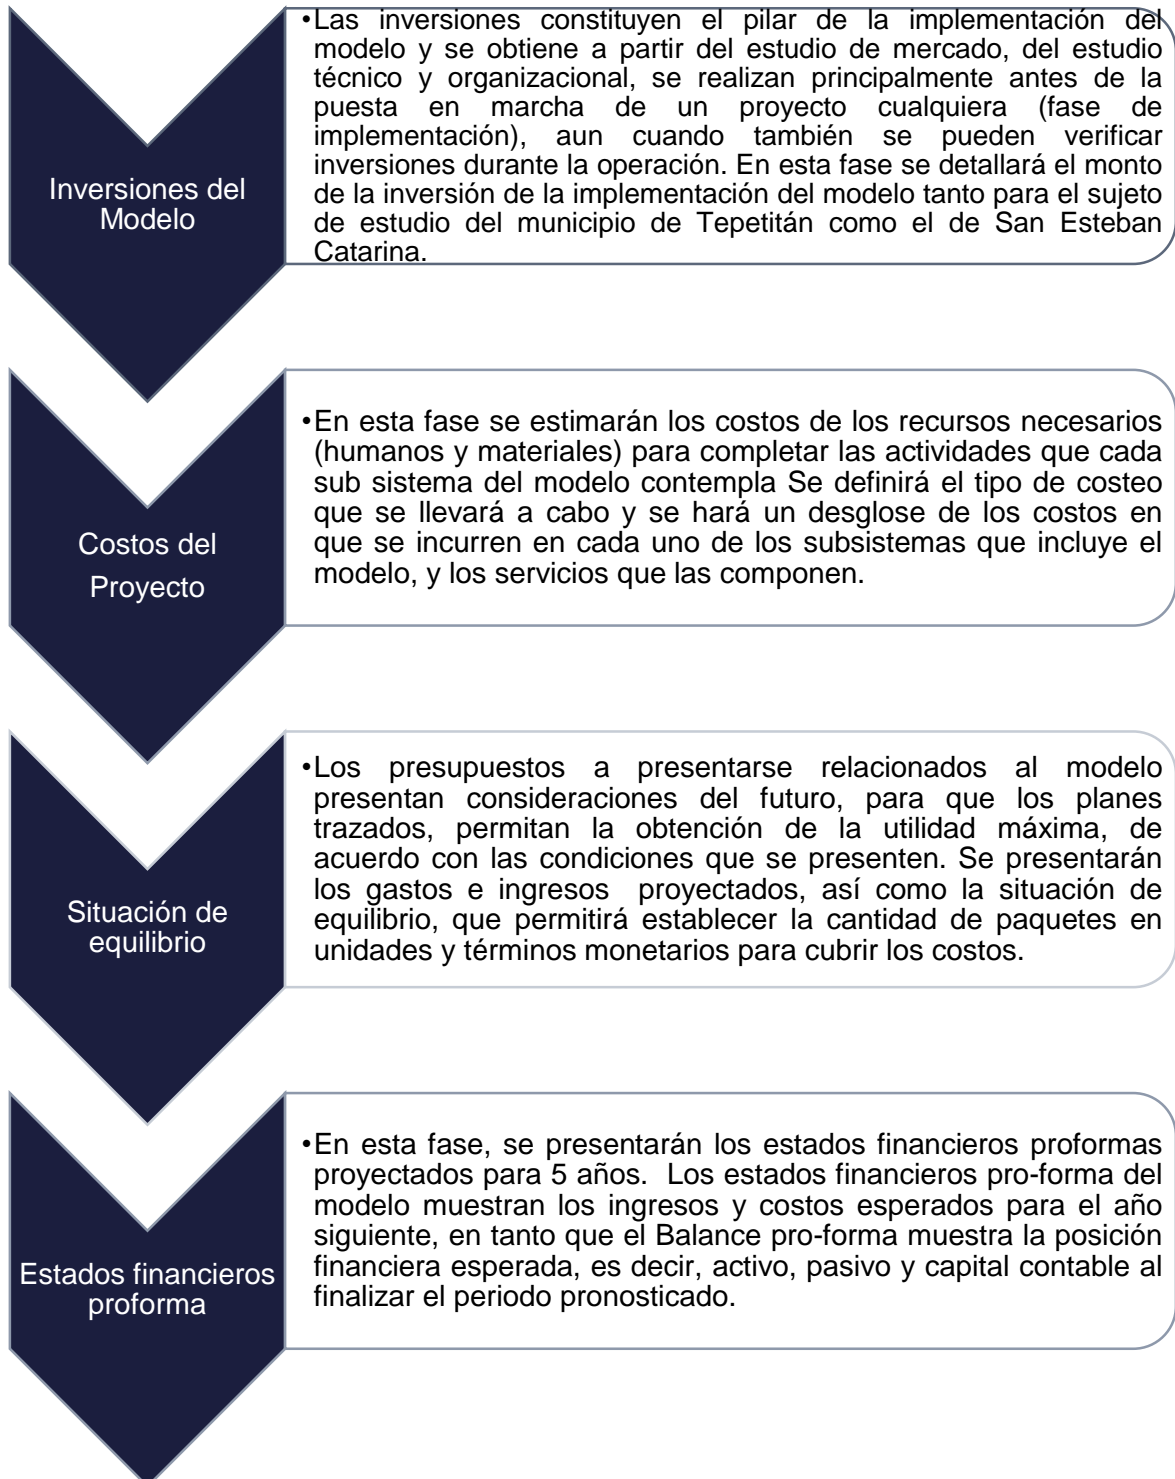 Inversiones del
Modelo
•Las inversiones constituyen el pilar de la implementación del
modelo y se obtiene a partir del estudio de mercado, del estudio
técnico y organizacional, se realizan principalmente antes de la
puesta en marcha de un proyecto cualquiera (fase de
implementación), aun cuando también se pueden verificar
inversiones durante la operación. En esta fase se detallará el monto
de la inversión de la implementación del modelo tanto para el sujeto
de estudio del municipio de Tepetitán como el de San Esteban
Catarina.
Costos del
Proyecto
•En esta fase se estimarán los costos de los recursos necesarios
(humanos y materiales) para completar las actividades que cada
sub sistema del modelo contempla Se definirá el tipo de costeo
que se llevará a cabo y se hará un desglose de los costos en
que se incurren en cada uno de los subsistemas que incluye el
modelo, y los servicios que las componen.
Situación de
equilibrio
•Los presupuestos a presentarse relacionados al modelo
presentan consideraciones del futuro, para que los planes
trazados, permitan la obtención de la utilidad máxima, de
acuerdo con las condiciones que se presenten. Se presentarán
los gastos e ingresos proyectados, así como la situación de
equilibrio, que permitirá establecer la cantidad de paquetes en
unidades y términos monetarios para cubrir los costos.
Estados financieros
proforma
•En esta fase, se presentarán los estados financieros proformas
proyectados para 5 años. Los estados financieros pro-forma del
modelo muestran los ingresos y costos esperados para el año
siguiente, en tanto que el Balance pro-forma muestra la posición
financiera esperada, es decir, activo, pasivo y capital contable al
finalizar el periodo pronosticado.